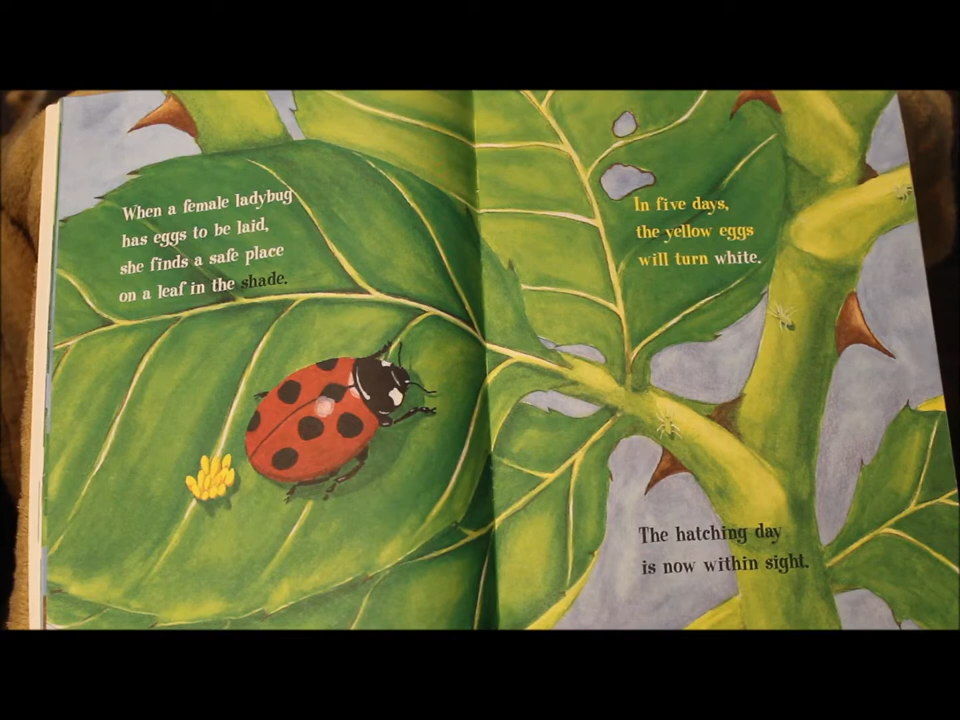 When a female ladybug
has eggs to be laid,
she finds a safe place
on a leaf in the shade.
In five days,
the yellow eggs
will turn white.
The hatching day
is now within sight.